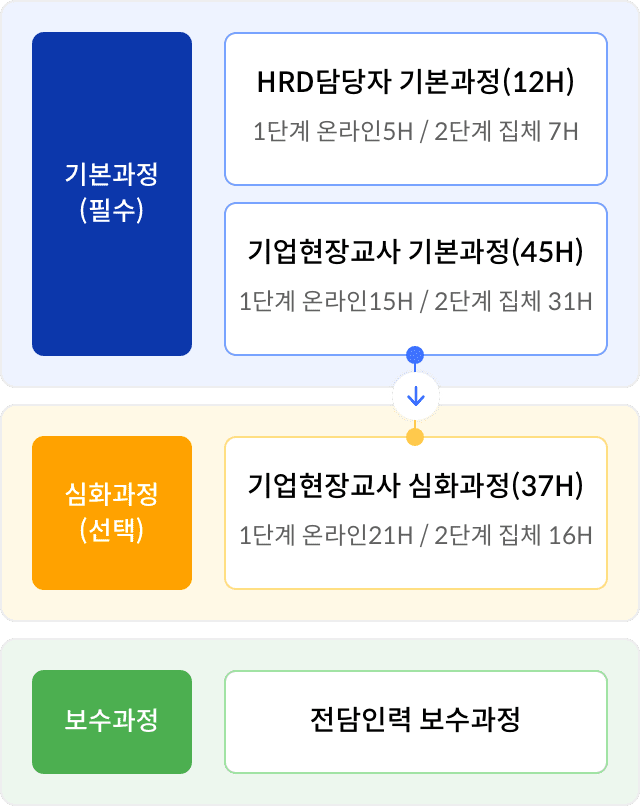 기본과정
(필수)
HRD담당자 기본과정(12H)
1단계 온라인5H / 2단계 집체 7H
기업현장교사 기본과정(45H)
1단계 온라인15H / 2단계 집체 31H
심화과정
(선택)
기업현장교사 심화과정(37H)
1단계 온라인21H / 2단계 집체 16H
보수과정
전담인력 보수과정